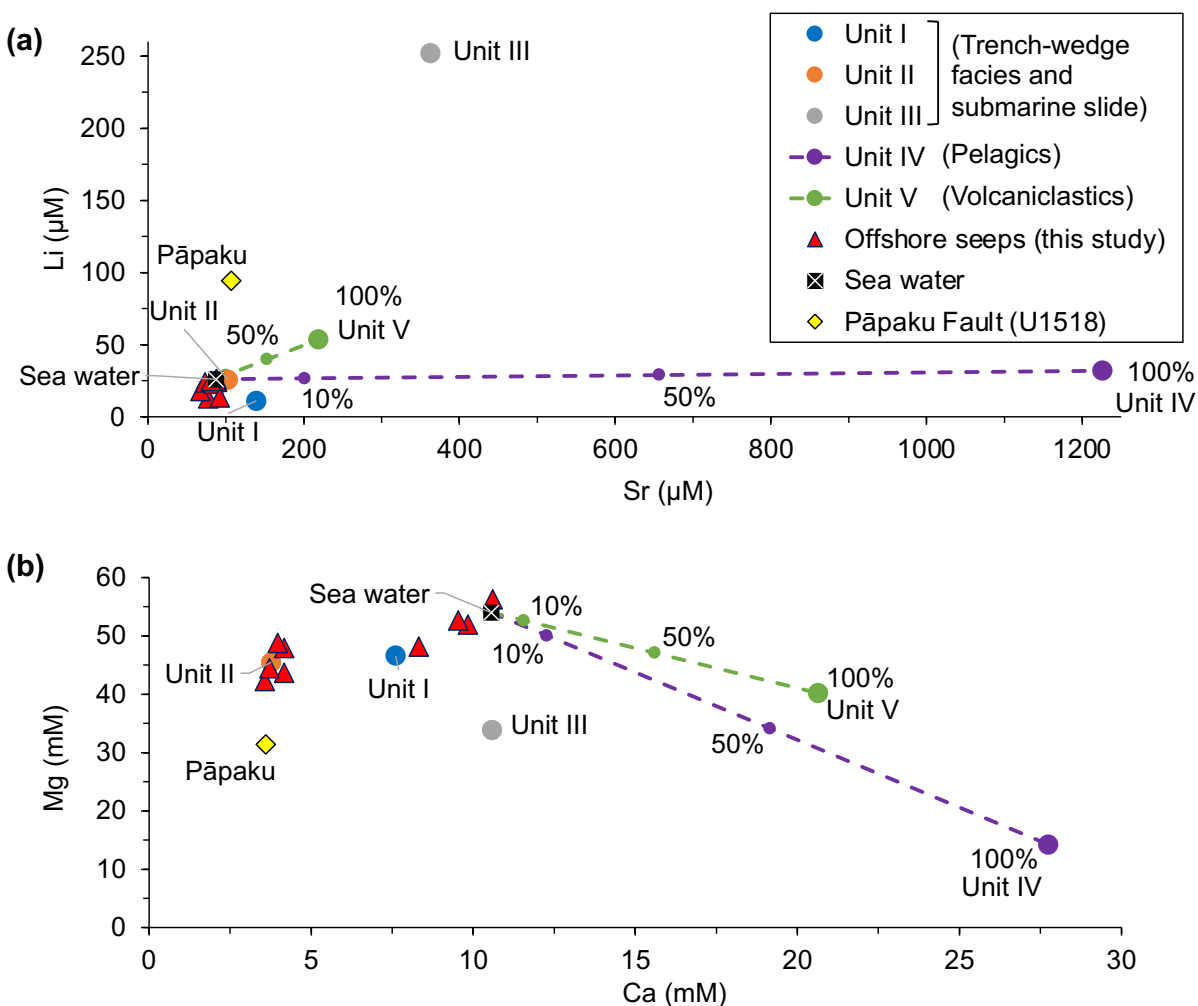 (a)
Li (µM)
250
200
150
100
50
0
Unit III
Pāpaku
Unit II
100%
50%
Unit V
Sea water
10%
50%
100%
Unit IV
Unit I
0
200
400
600
800
1000
1200
Sr (µM)
Unit I
Unit II
Unit III
(Trench-wedge
facies and
submarine slide)
Unit IV (Pelagics)
Unit V (Volcaniclastics)
Offshore seeps (this study)
Sea water
Pāpaku Fault (U1518)
(b)
Mg (mM)
60
50
40
30
20
10
0
Sea water
10%
10%
50%
100%
Unit V
50%
Unit II
Unit I
Unit III
Pāpaku
100%
Unit IV
0
5
10
15
20
25
30
Ca (mM)